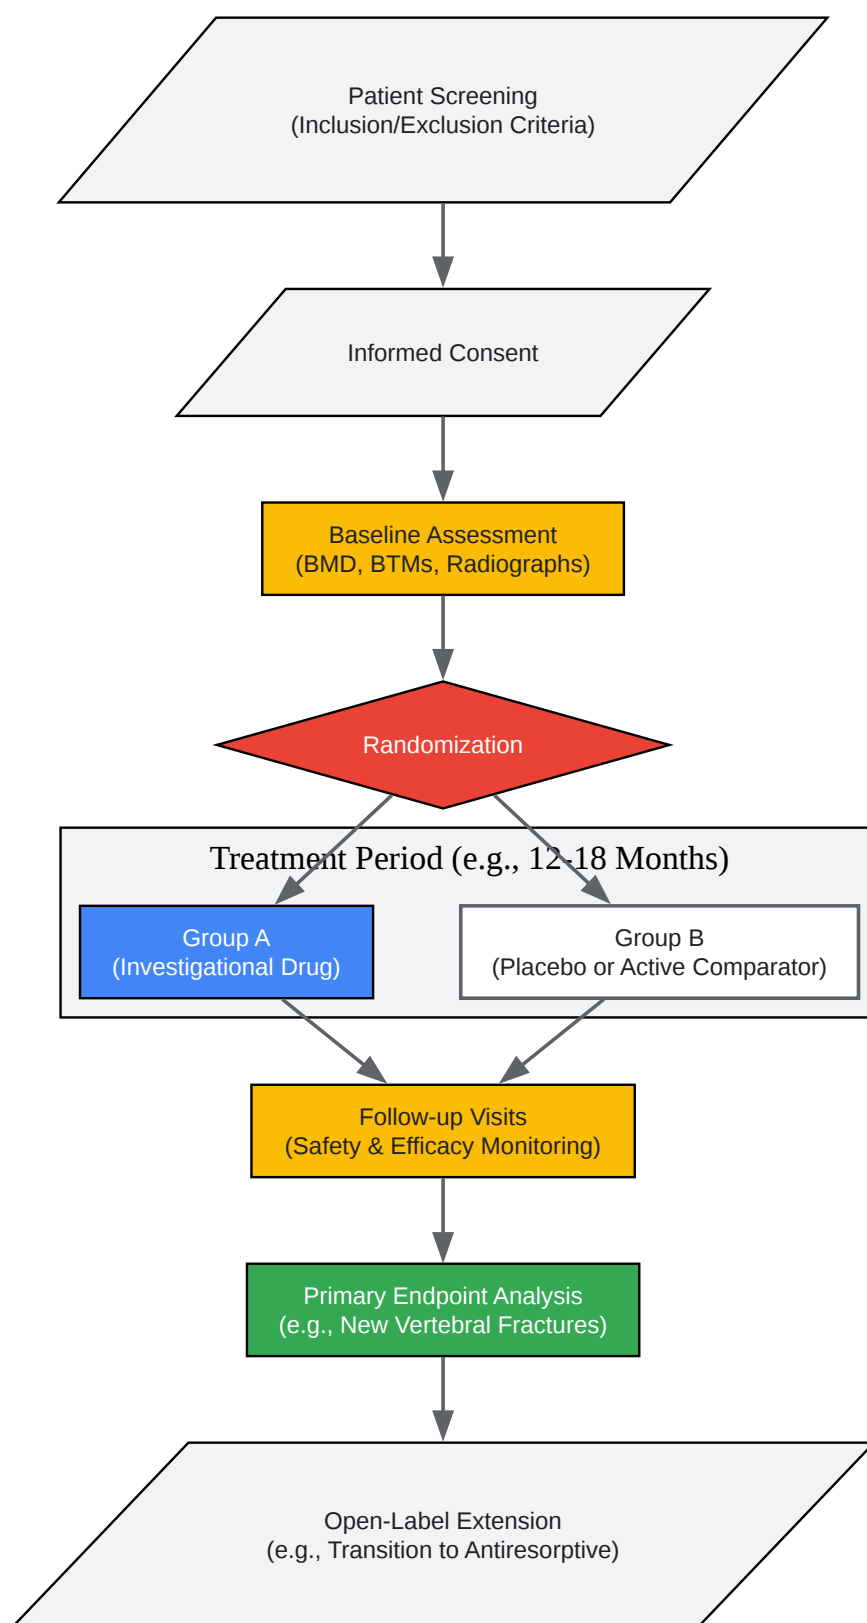 Patient Screening
(Inclusion/Exclusion Criteria)
Informed Consent
Baseline Assessment
(BMD, BTMs, Radiographs)
Randomization
Treatment Period (e.g., 12-18 Months)
Group A
(Investigational Drug)
Group B
(Placebo or Active Comparator)
Follow-up Visits
(Safety & Efficacy Monitoring)
Primary Endpoint Analysis
(e.g., New Vertebral Fractures)
Open-Label Extension
(e.g., Transition to Antiresorptive)